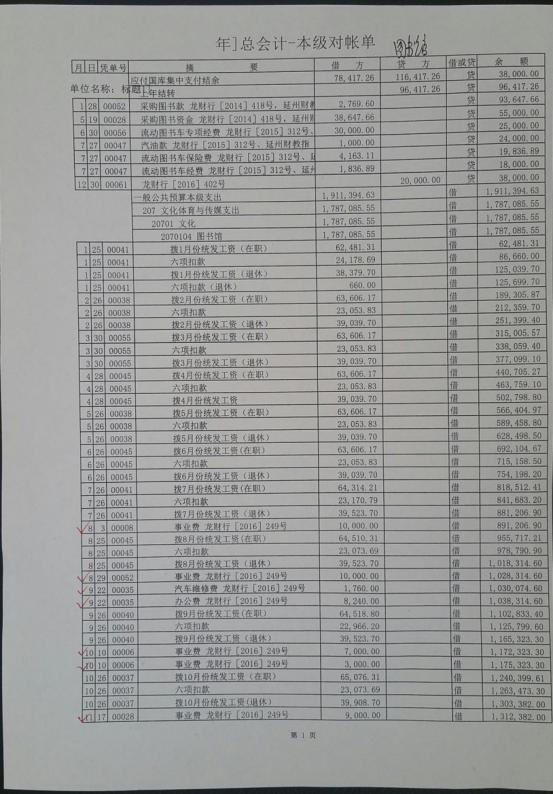 年]总会计-本级对帐单 图书馆
月 日 凭单号 摘 要 借 方 贷 方 借或贷 余 额
应付国库集中支付结余 78,417.26 116,417.26 贷 38,000.00
单位名称：标题] 上年结转 96,417.26 贷 96,417.26
1 28 00052 采购图书款 龙财行[2014]418号，延州财 2,769.60 贷 93,647.66
5 19 00028 采购图书资金 龙财行[2014]418号，延州 38,647.66 贷 55,000.00
6 30 00056 流动图书车专项经费 龙财行[2015]312号、 30,000.00 贷 25,000.00
7 27 00047 汽油款 龙财行[2015]312号、延州财教指 1,000.00 贷 24,000.00
7 27 00047 流动图书车保险费 龙财行[2015]312号、 4,163.11 贷 19,836.89
7 27 00047 流动图书车经费 龙财行[2015]312号、延州 1,836.89 贷 18,000.00
12 30 00061 龙财行[2016]402号 20,000.00 贷 38,000.00
一般公共预算本级支出 1,911,394.63 借 1,911,394.63
207 文化体育与传媒支出 1,787,085.55 借 1,787,085.55
20701 文化 1,787,085.55 借 1,787,085.55
2070104 图书馆 1,787,085.55 借 1,787,085.55
1 25 00041 拨1月份统发工资（在职） 62,481.31 借 62,481.31
1 25 00041 六项扣款 24,178.69 借 86,660.00
1 25 00041 拨1月份统发工资（退休） 38,379.70 借 125,039.70
1 25 00041 六项扣款（退休） 660.00 借 125,699.70
2 26 00038 拨2月份统发工资（在职） 63,606.17 借 189,305.87
2 26 00038 六项扣款 23,053.83 借 212,359.70
2 26 00038 拨2月份统发工资（退休） 39,039.70 借 251,399.40
3 30 00055 拨3月份统发工资（在职） 63,606.17 借 315,005.57
3 30 00055 六项扣款 23,053.83 借 338,059.40
3 30 00055 拨3月份统发工资（退休） 39,039.70 借 377,099.10
4 28 00045 拨4月份统发工资（在职） 63,606.17 借 440,705.27
4 28 00045 六项扣款 23,053.83 借 463,759.10
4 28 00045 拨4月份统发工资 39,039.70 借 502,798.80
5 26 00038 拨5月份统发工资（在职） 63,606.17 借 566,404.97
5 26 00038 六项扣款 23,053.83 借 589,458.80
5 26 00038 拨5月份统发工资（退休） 39,039.70 借 628,498.50
6 26 00045 拨6月份统发工资(在职) 63,606.17 借 692,104.67
6 26 00045 六项扣款 23,053.83 借 715,158.50
6 26 00045 拨6月份统发工资（退休） 39,039.70 借 754,198.20
7 26 00041 拨7月份统发工资(在职) 64,314.21 借 818,512.41
7 26 00041 六项扣款 23,170.79 借 841,683.20
7 26 00041 拨7月份统发工资（退休） 39,523.70 借 881,206.90
8 3 00008 事业费 龙财行[2016]249号 10,000.00 借 891,206.90
8 25 00045 拨8月份统发工资(在职) 64,510.31 借 955,717.21
8 25 00045 六项扣款 23,073.69 借 978,790.90
8 25 00045 拨8月份统发工资（退休） 39,523.70 借 1,018,314.60
8 29 00052 事业费 龙财行[2016]249号 10,000.00 借 1,028,314.60
9 22 00035 汽车维修费 龙财行[2016]249号 1,760.00 借 1,030,074.60
9 22 00035 办公费 龙财行[2016]249号 8,240.00 借 1,038,314.60
9 26 00040 拨9月份统发工资(在职) 64,518.80 借 1,102,833.40
9 26 00040 六项扣款 22,966.20 借 1,125,799.60
9 26 00040 拨9月份统发工资（退休） 39,523.70 借 1,165,323.30
10 10 00006 事业费 龙财行[2016]249号 7,000.00 借 1,172,323.30
10 10 00006 事业费 龙财行[2016]249号 3,000.00 借 1,175,323.30
10 26 00037 拨10月份统发工资（在职） 65,076.31 借 1,240,399.61
10 26 00037 六项扣款 23,073.69 借 1,263,473.30
10 26 00037 拨10月份统发工资(退休) 39,908.70 借 1,303,382.00
11 17 00028 事业费 龙财行[2016]249号 9,000.00 借 1,312,382.00
第 1 页